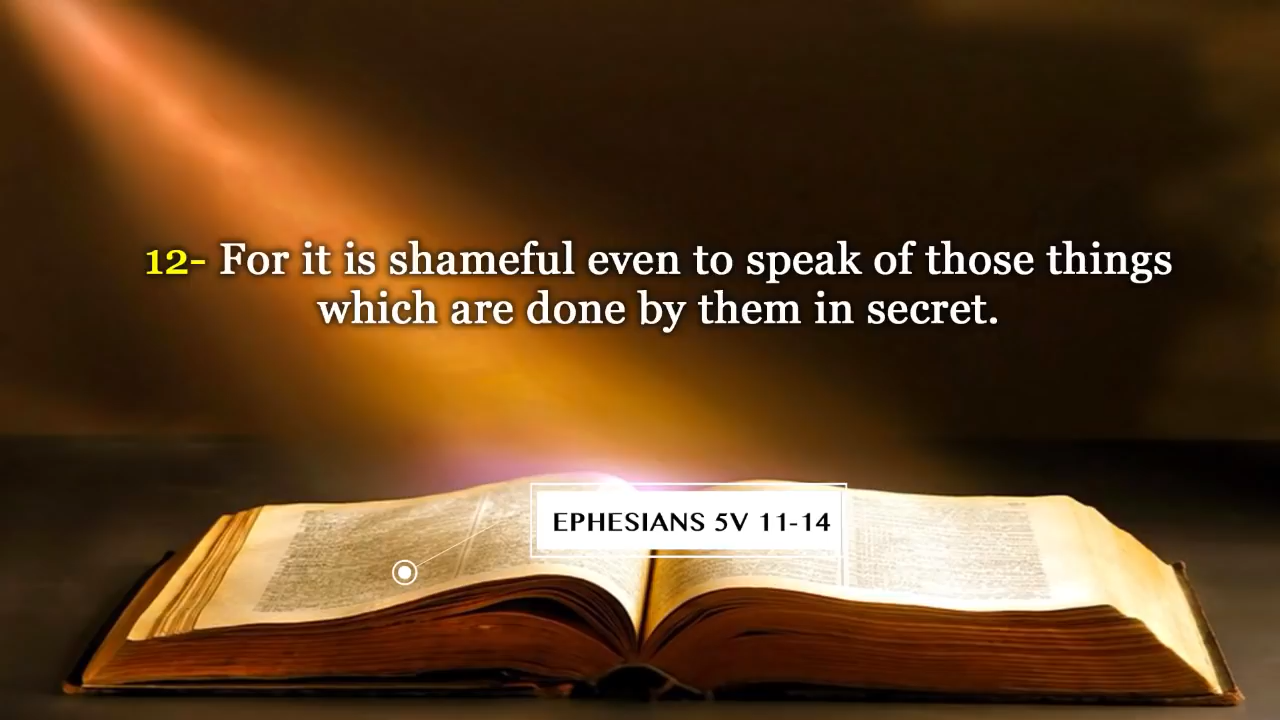 12- For it is shameful even to speak of those things
which are done by them in secret.
EPHESIANS 5V 11-14